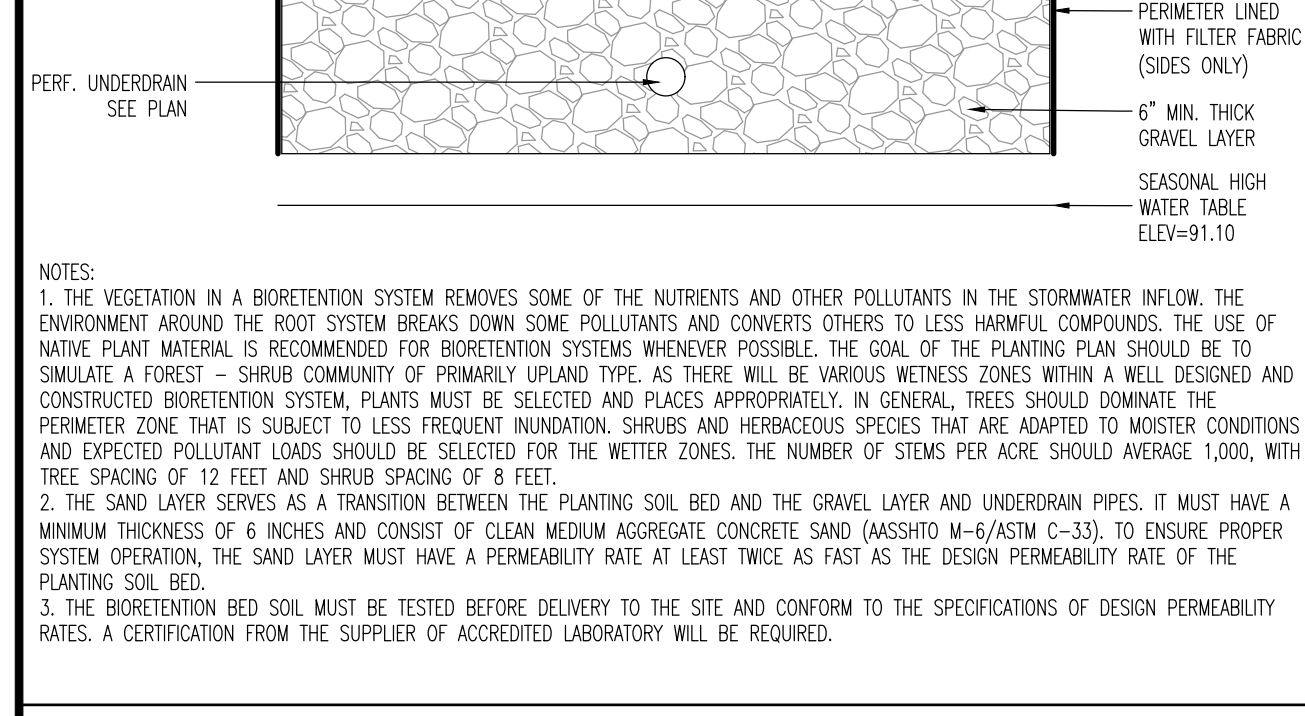 PERIMETER LINED
WITH FILTER FABRIC
(SIDES ONLY)
PERF. UNDERDRAIN
SEE PLAN
6" MIN. THICK
GRAVEL LAYER
SEASONAL HIGH
WATER TABLE
ELEV=91.10
NOTES:
1. THE VEGETATION IN A BIORETENTION SYSTEM REMOVES SOME OF THE NUTRIENTS AND OTHER POLLUTANTS IN THE STORMWATER INFLOW. THE
ENVIRONMENT AROUND THE ROOT SYSTEM BREAKS DOWN SOME POLLUTANTS AND CONVERTS OTHERS TO LESS HARMFUL COMPOUNDS. THE USE OF
NATIVE PLANT MATERIAL IS RECOMMENDED FOR BIORETENTION SYSTEMS WHENEVER POSSIBLE. THE GOAL OF THE PLANTING PLAN SHOULD BE TO
SIMULATE A FOREST – SHRUB COMMUNITY OF PRIMARILY UPLAND TYPE. AS THERE WILL BE VARIOUS WETNESS ZONES WITHIN A WELL DESIGNED AND
CONSTRUCTED BIORETENTION SYSTEM, PLANTS MUST BE SELECTED AND PLACES APPROPRIATELY. IN GENERAL, TREES SHOULD DOMINATE THE
PERIMETER ZONE THAT IS SUBJECT TO LESS FREQUENT INUNDATION. SHRUBS AND HERBACEOUS SPECIES THAT ARE ADAPTED TO MOISTER CONDITIONS
AND EXPECTED POLLUTANT LOADS SHOULD BE SELECTED FOR THE WETTER ZONES. THE NUMBER OF STEMS PER ACRE SHOULD AVERAGE 1,000, WITH
TREE SPACING OF 12 FEET AND SHRUB SPACING OF 8 FEET.
2. THE SAND LAYER SERVES AS A TRANSITION BETWEEN THE PLANTING SOIL BED AND THE GRAVEL LAYER AND UNDERDRAIN PIPES. IT MUST HAVE A
MINIMUM THICKNESS OF 6 INCHES AND CONSIST OF CLEAN MEDIUM AGGREGATE CONCRETE SAND (AASSHTO M-6/ASTM C-33). TO ENSURE PROPER
SYSTEM OPERATION, THE SAND LAYER MUST HAVE A PERMEABILITY RATE AT LEAST TWICE AS FAST AS THE DESIGN PERMEABILITY RATE OF THE
PLANTING SOIL BED.
3. THE BIORETENTION BED SOIL MUST BE TESTED BEFORE DELIVERY TO THE SITE AND CONFORM TO THE SPECIFICATIONS OF DESIGN PERMEABILITY
RATES. A CERTIFICATION FROM THE SUPPLIER OF ACCREDITED LABORATORY WILL BE REQUIRED.